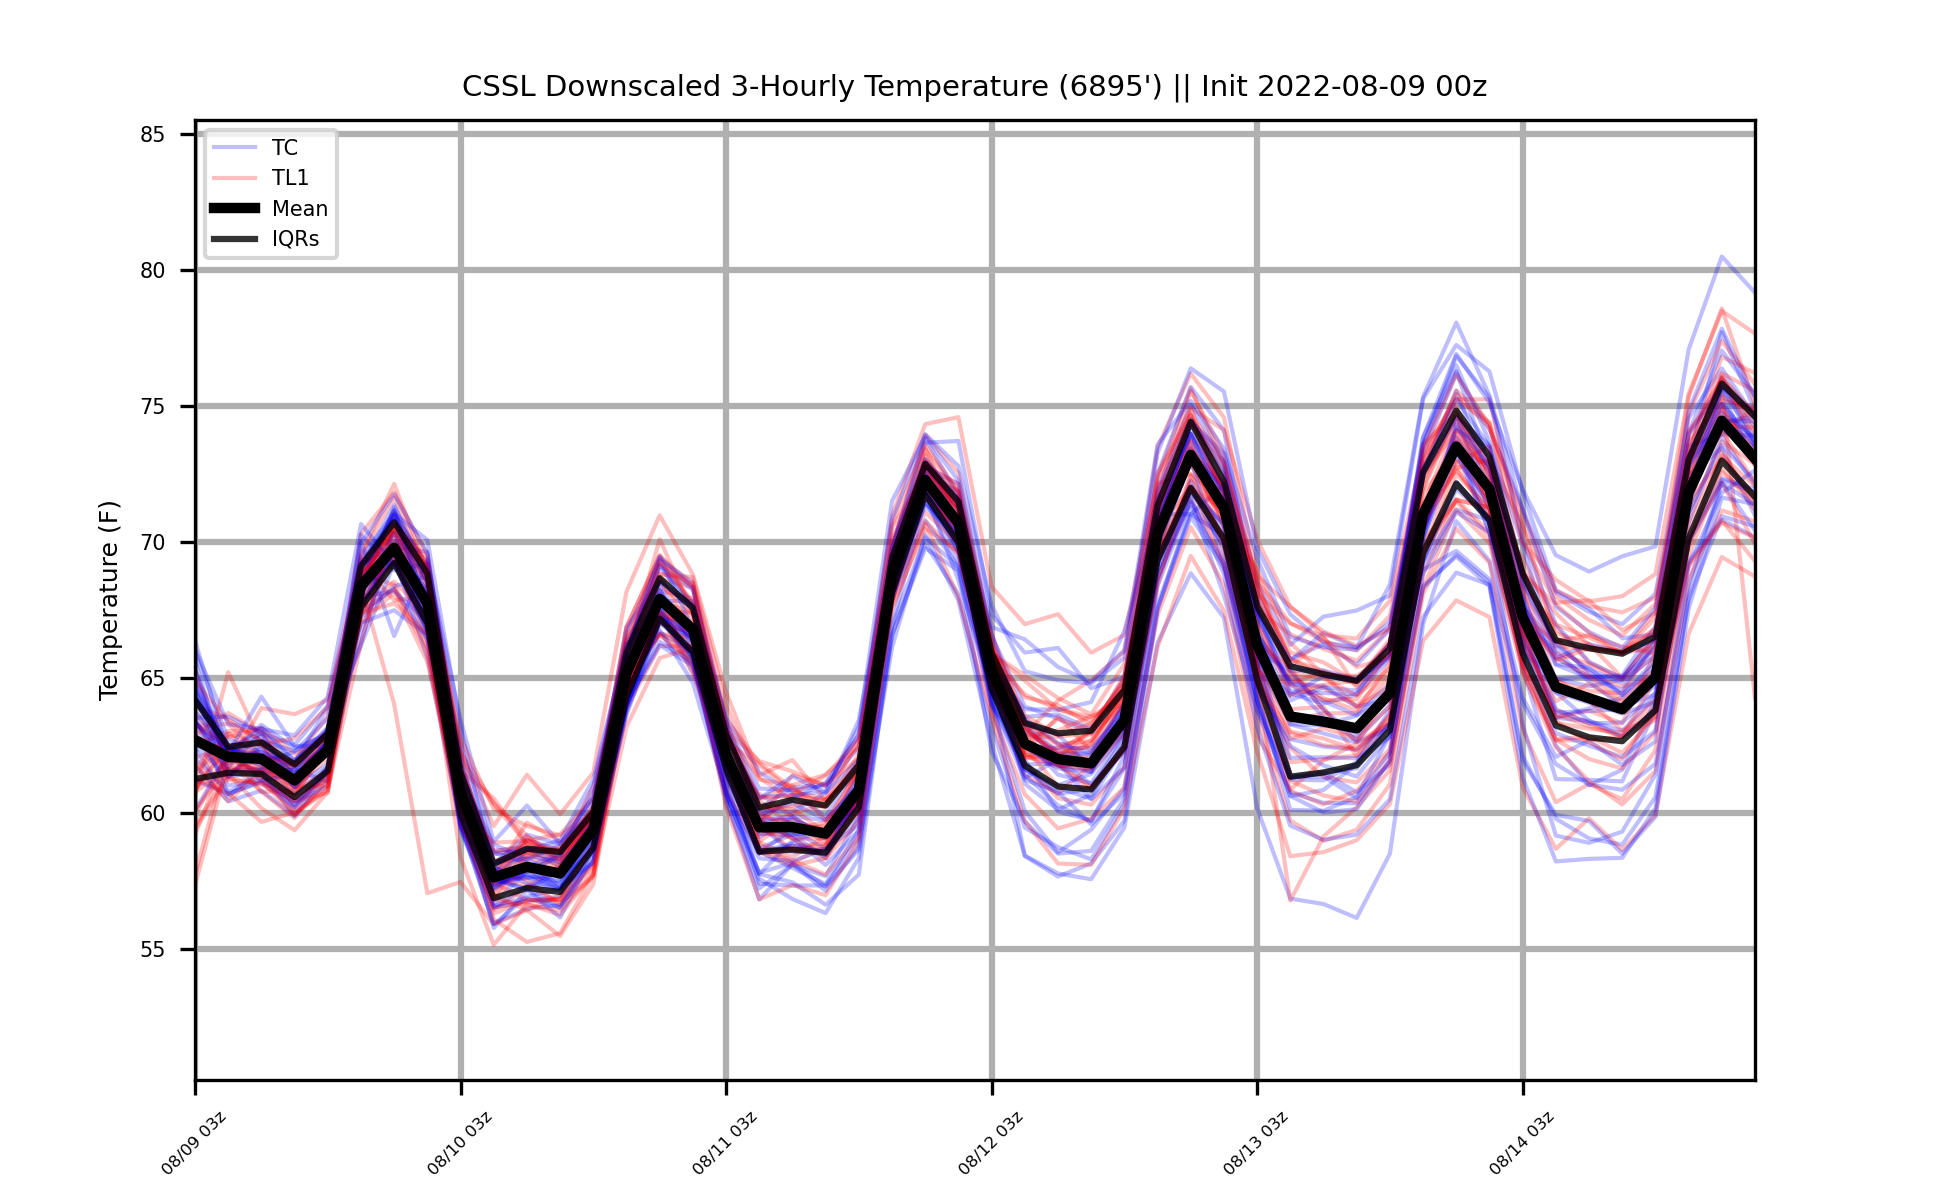 CSSL Downscaled 3-Hourly Temperature (6895') || Init 2022-08-09 00z
TC
TL1
Mean
IQRs
Temperature (F)
85
80
75
70
65
60
55
08/09 03z
08/10 03z
08/11 03z
08/12 03z
08/13 03z
08/14 03z